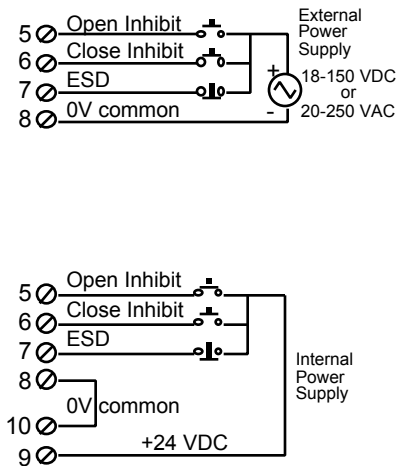 External
Power
Supply
5 Open Inhibit
6 Close Inhibit
7 ESD
8 0V common
+
-
18-150 VDC
or
20-250 VAC
5 Open Inhibit
6 Close Inhibit
7 ESD
8
0V common
10
9 +24 VDC
Internal
Power
Supply